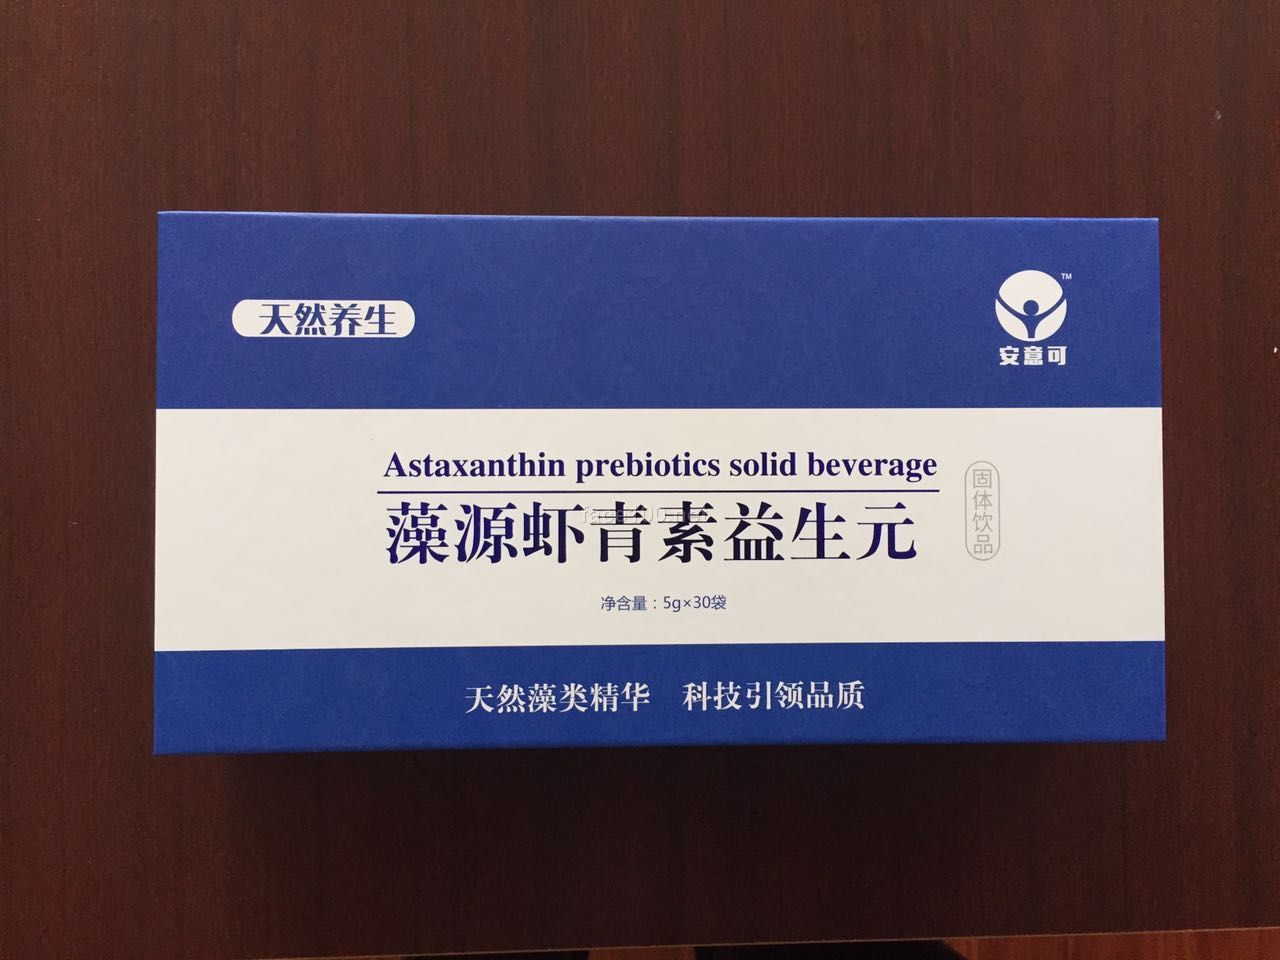 天然养生
TM
安意可
Astaxanthin prebiotics solid beverage
藻源虾青素益生元
固体饮品
净含量：5g×30袋
天然藻类精华 科技引领品质